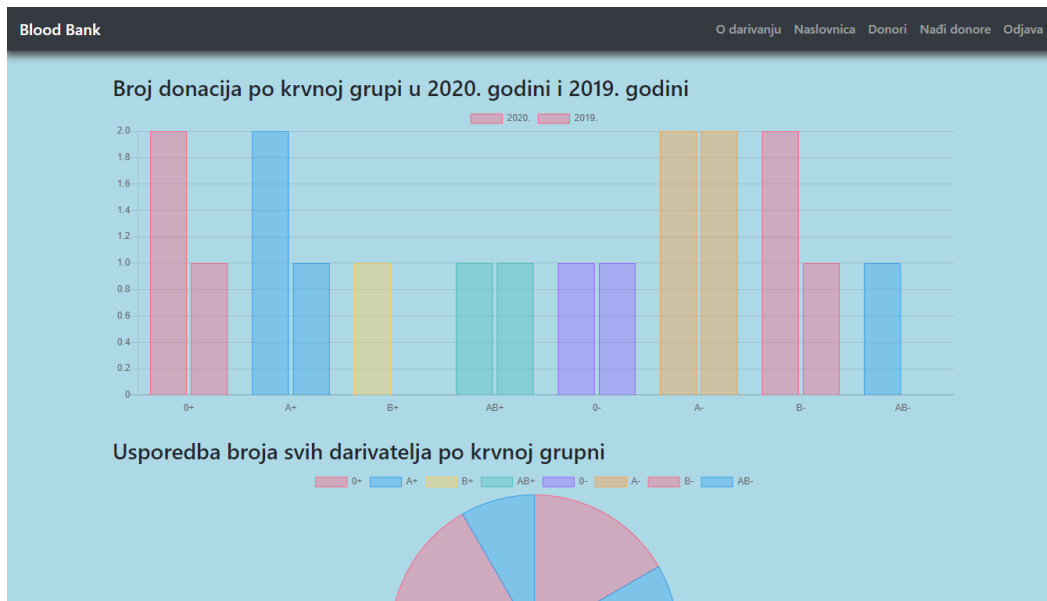 Blood Bank
O darivanju Naslovnica Donori Nađi donore Odjava
Broj donacija po krvnoj grupi u 2020. godini i 2019. godini
2020. 2019.
2.0
1.8
1.6
1.4
1.2
1.0
0.8
0.6
0.4
0.2
0
0+ A+ B+ AB+ 0- A- B- AB-
Usporedba broja svih darivatelja po krvnoj grupni
0+ A+ B+ AB+ 0- A- B- AB-